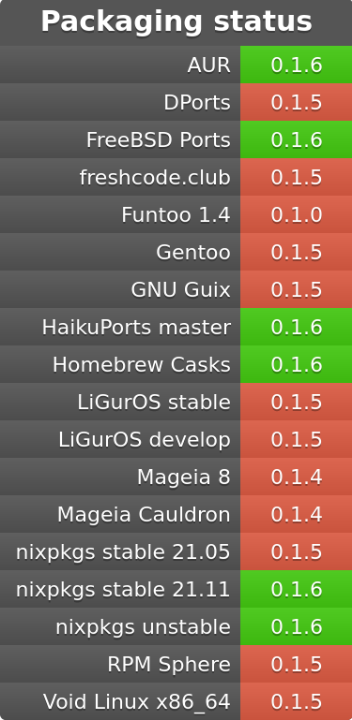 Packaging status
AUR 0.1.6
DPorts 0.1.5
FreeBSD Ports 0.1.6
freshcode.club 0.1.5
Funtoo 1.4 0.1.0
Gentoo 0.1.5
GNU Guix 0.1.5
HaikuPorts master 0.1.6
Homebrew Casks 0.1.6
LiGurOS stable 0.1.5
LiGurOS develop 0.1.5
Mageia 8 0.1.4
Mageia Cauldron 0.1.4
nixpkgs stable 21.05 0.1.5
nixpkgs stable 21.11 0.1.6
nixpkgs unstable 0.1.6
RPM Sphere 0.1.5
Void Linux x86_64 0.1.5